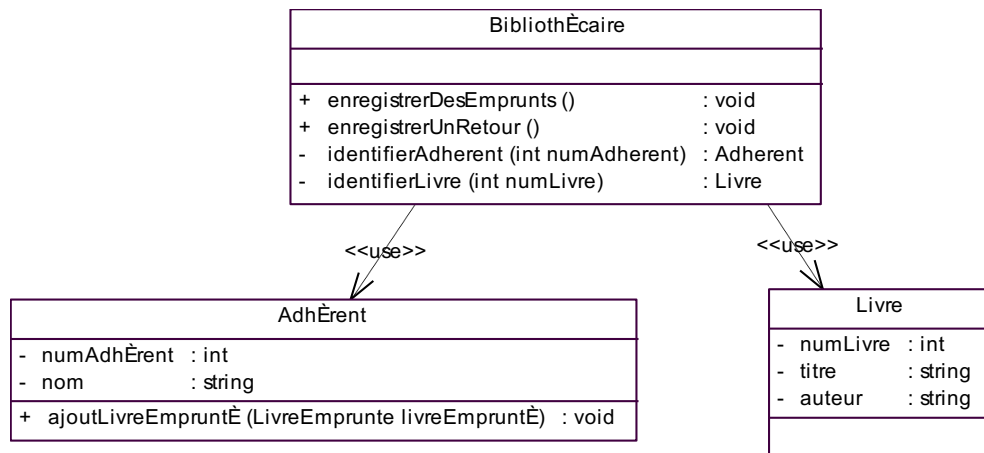 BibliothÈcaire
+ enregistrerDesEmprunts () : void
+ enregistrerUnRetour () : void
- identifierAdherent (int numAdherent) : Adherent
- identifierLivre (int numLivre) : Livre
<<use>>
<<use>>
AdhÈrent
- numAdhÈrent : int
- nom : string
+ ajoutLivreEmpruntÈ (LivreEmprunte livreEmpruntÈ) : void
Livre
- numLivre : int
- titre : string
- auteur : string